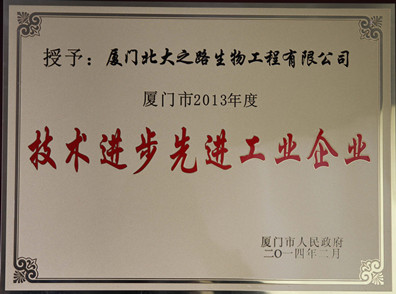 授予：厦门北大之路生物工程有限公司
厦门市2013年度
技术进步先进工业企业
厦门市人民政府
二〇一四年二月